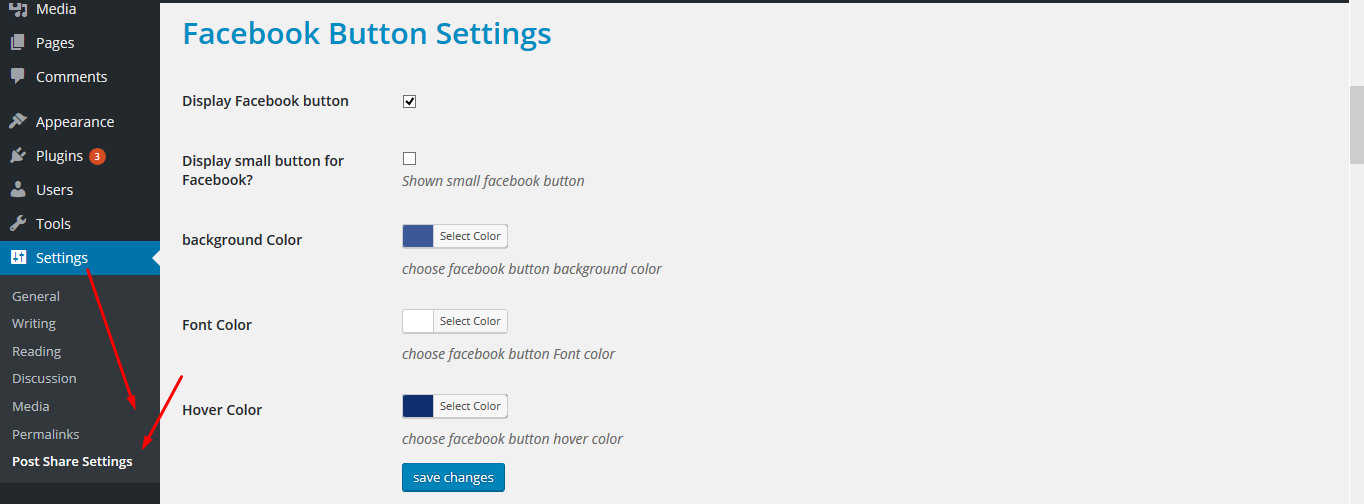 Media
Pages
Comments
Appearance
Plugins 3
Users
Tools
Settings
General
Writing
Reading
Discussion
Media
Permalinks
Post Share Settings
Facebook Button Settings
Display Facebook button
Display small button for
Facebook?
Shown small facebook button
background Color
Select Color
choose facebook button background color
Font Color
Select Color
choose facebook button Font color
Hover Color
Select Color
choose facebook button hover color
save changes